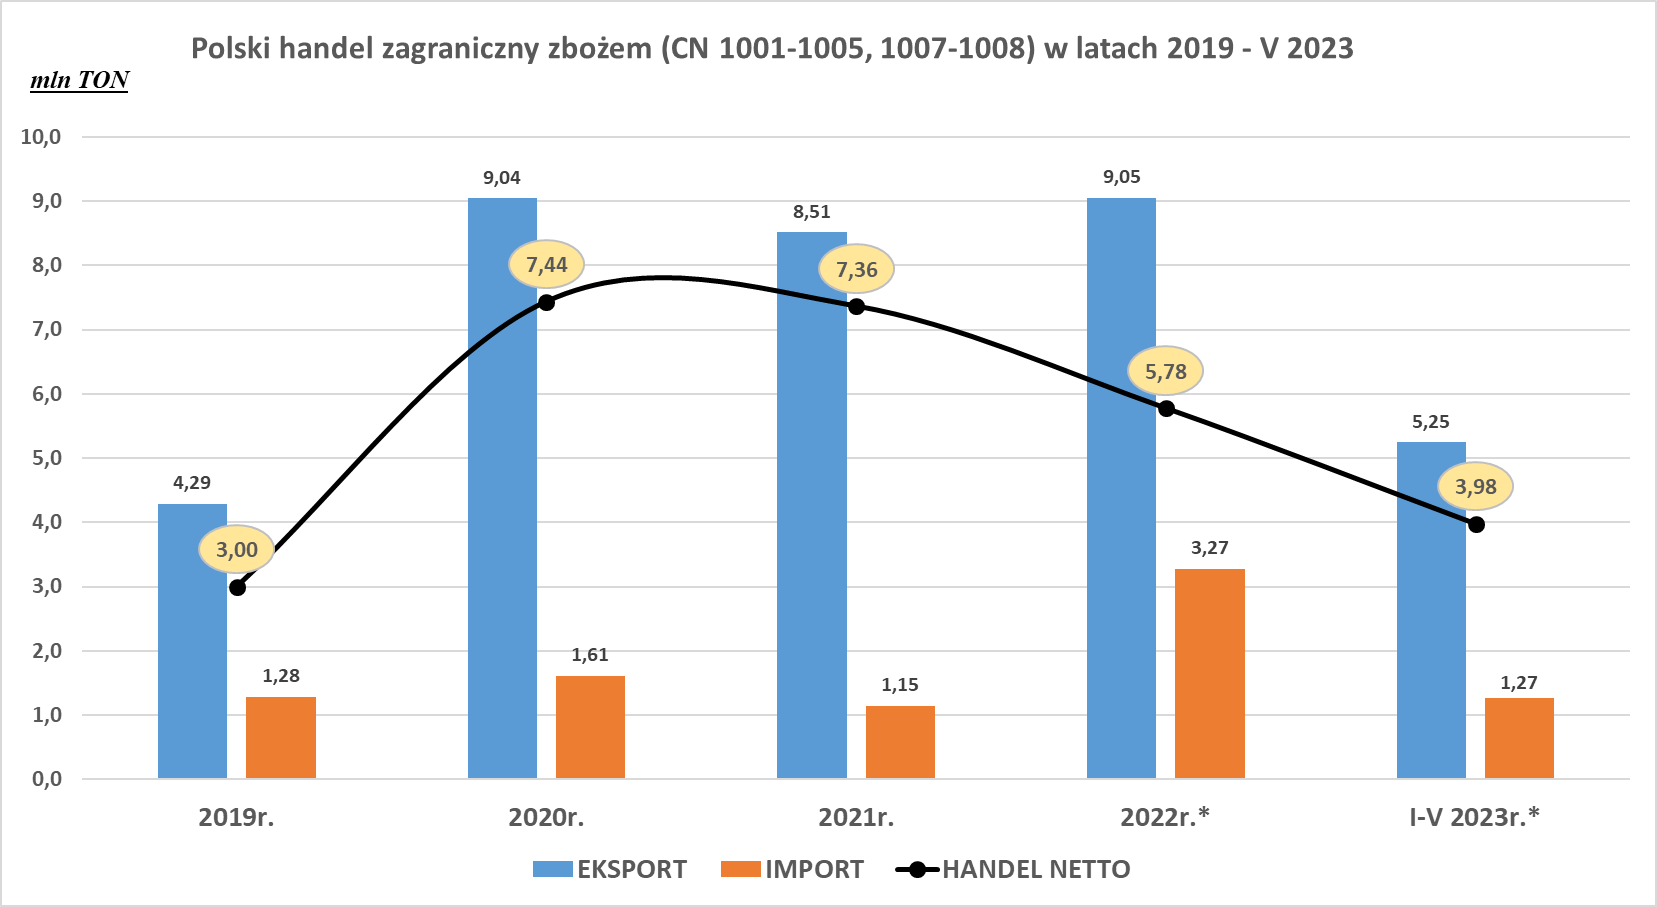 Polski handel zagraniczny zbożem (CN 1001-1005, 1007-1008) w latach 2019 - V 2023
mln TON
10,0
9,0
8,0
7,0
6,0
5,0
4,0
3,0
2,0
1,0
0,0
4,29
3,00
1,28
9,04
7,44
1,61
8,51
7,36
1,15
9,05
5,78
3,27
5,25
3,98
1,27
2019r.
2020r.
2021r.
2022r.*
I-V 2023r.*
EKSPORT
IMPORT
HANDEL NETTO